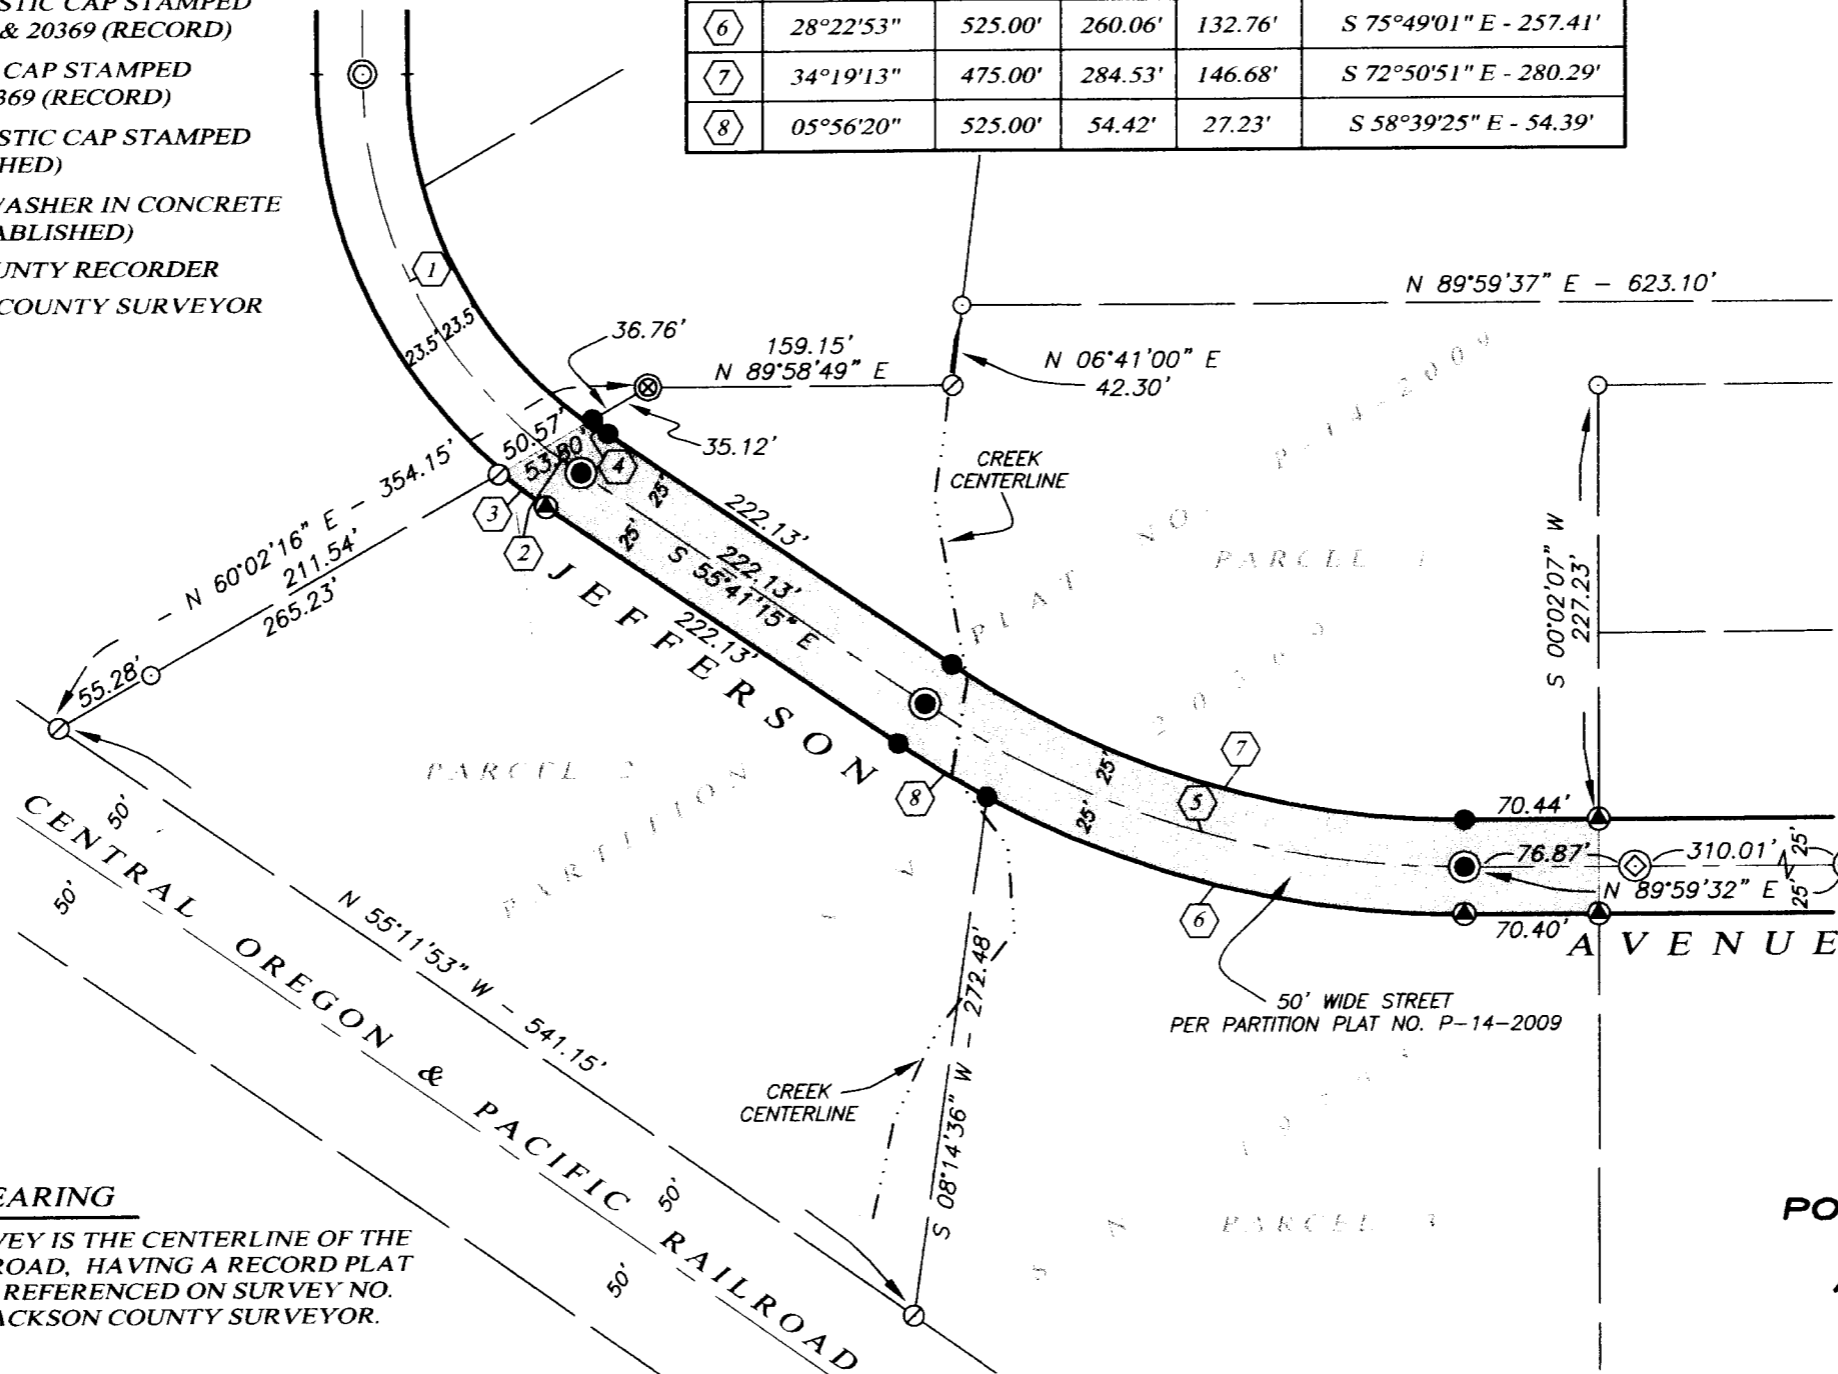 STIC CAP STAMPED
& 20369 (RECORD)
CAP STAMPED
369 (RECORD)
STIC CAP STAMPED
HED)
VASHER IN CONCRETE
ABLISHED)
UNTY RECORDER
COUNTY SURVEYOR
6 28°22'53" 525.00' 260.06' 132.76' S 75°49'01" E - 257.41'
7 34°19'13" 475.00' 284.53' 146.68' S 72°50'51" E - 280.29'
8 05°56'20" 525.00' 54.42' 27.23' S 58°39'25" E - 54.39'
1
23.5' 23.5'
36.76'
159.15'
N 89°58'49" E
N 06°41'00" E
42.30'
N 89°59'37" E - 623.10'
35.12'
50.57'
53.80'
4
3
2
N 60°02'16" E - 354.15'
211.54'
265.23'
55.28'
25'
25'
222.13'
222.13'
S 55°41'15" E
222.13'
CREEK
CENTERLINE
PLAT NO. P-14-2009
PARCEL 1
S 00°02'07" W
227.23'
JEFFERSON
PARCEL 2
PARTITION
7
5
8
6
25'
25'
70.44'
76.87'
310.01'
25'
N 89°59'32" E
25'
70.40'
AVENUE
50' WIDE STREET
PER PARTITION PLAT NO. P-14-2009
50'
50'
CENTRAL OREGON & PACIFIC RAILROAD
N 55°11'53" W - 541.15'
S 08°14'36" W - 272.48'
CREEK
CENTERLINE
50'
50'
PARCEL 3
EARING
VEY IS THE CENTERLINE OF THE
ROAD, HAVING A RECORD PLAT
REFERENCED ON SURVEY NO.
ACKSON COUNTY SURVEYOR.
PO